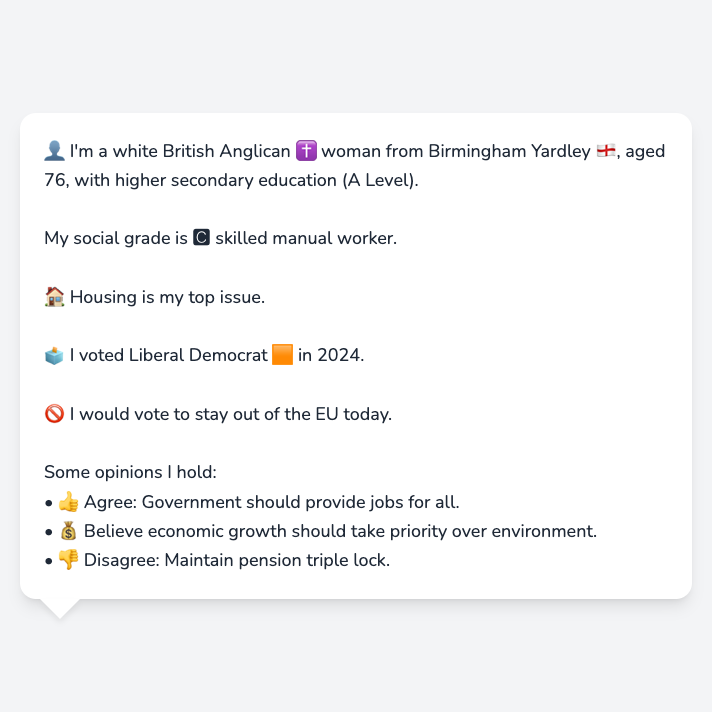 👤 I'm a white British Anglican ✝️ woman from Birmingham Yardley 🏴󠁧󠁢󠁥󠁮󠁧󠁿, aged
76, with higher secondary education (A Level).
My social grade is 🅲 skilled manual worker.
🏠 Housing is my top issue.
🗳️ I voted Liberal Democrat 🟧 in 2024.
🚫 I would vote to stay out of the EU today.
Some opinions I hold:
• 👍 Agree: Government should provide jobs for all.
• 💰 Believe economic growth should take priority over environment.
• 👎 Disagree: Maintain pension triple lock.